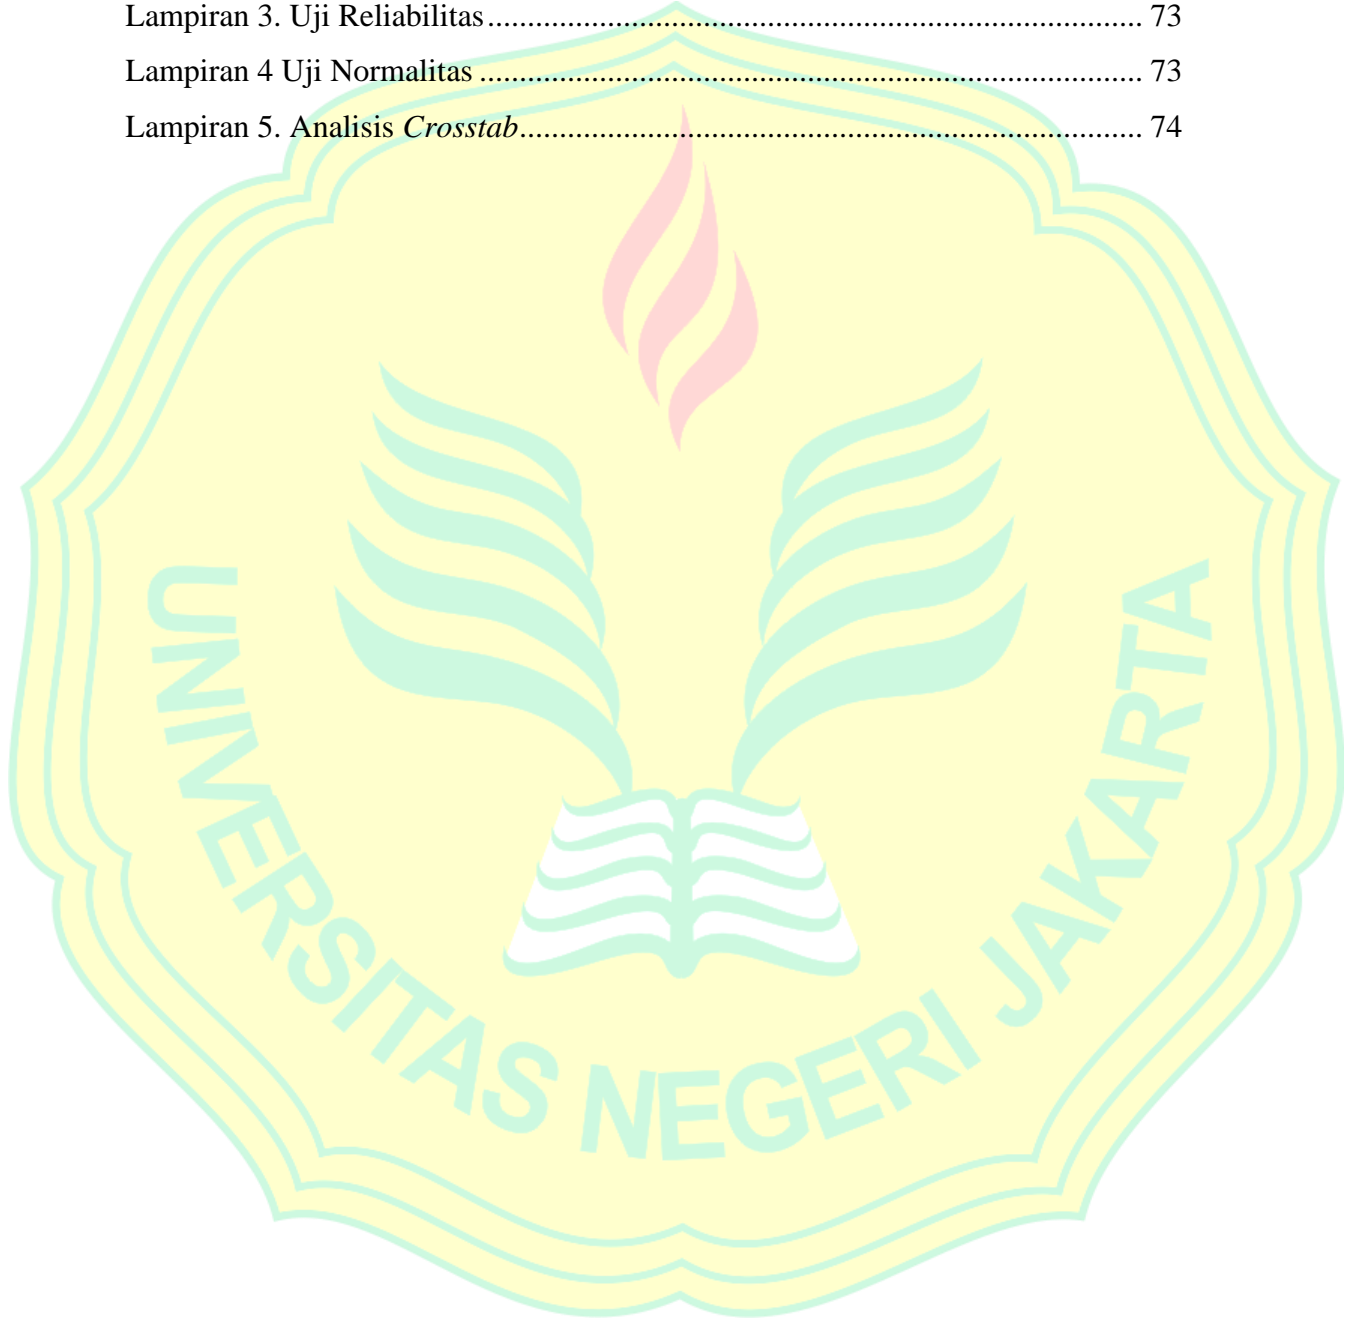 Lampiran 3. Uji Reliabilitas.................................................................................. 73
Lampiran 4 Uji Normalitas ................................................................................... 73
Lampiran 5. Analisis Crosstab.............................................................................. 74
UNIVERSITAS NEGERI JAKARTA